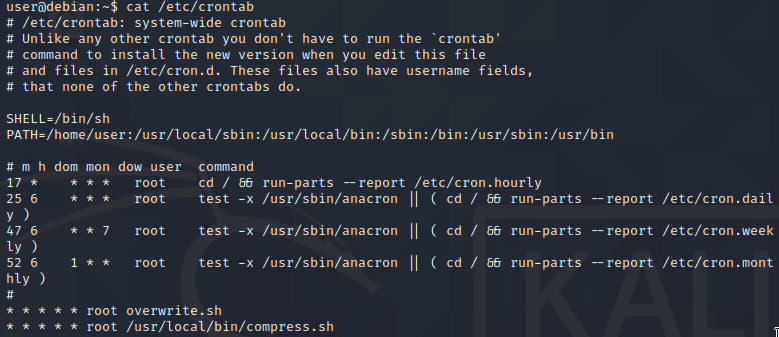 user@debian:~$ cat /etc/crontab
# /etc/crontab: system-wide crontab
# Unlike any other crontab you don't have to run the `crontab'
# command to install the new version when you edit this file
# and files in /etc/cron.d. These files also have username fields,
# that none of the other crontabs do.

SHELL=/bin/sh
PATH=/home/user:/usr/local/sbin:/usr/local/bin:/sbin:/bin:/usr/sbin:/usr/bin

# m h dom mon dow user  command
17 *    * * *   root    cd / && run-parts --report /etc/cron.hourly
25 6    * * *   root    test -x /usr/sbin/anacron || ( cd / && run-parts --report /etc/cron.dail
y )
47 6    * * 7   root    test -x /usr/sbin/anacron || ( cd / && run-parts --report /etc/cron.week
ly )
52 6    1 * *   root    test -x /usr/sbin/anacron || ( cd / && run-parts --report /etc/cron.mont
hly )
#
* * * * * root overwrite.sh
* * * * * root /usr/local/bin/compress.sh
KALI